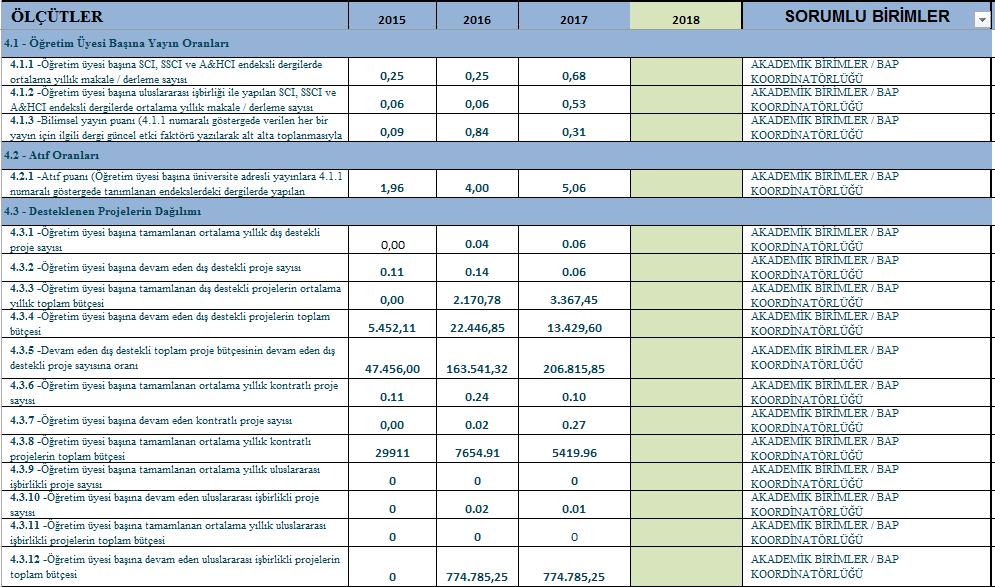 ÖLÇÜTLER 2015 2016 2017 2018 SORUMLU BİRİMLER
4.1 - Öğretim Üyesi Başına Yayın Oranları
4.1.1 -Öğretim üyesi başına SCI, SSCI ve A&HCI endeksli dergilerde
ortalama yıllık makale / derleme sayısı 0,25 0,25 0,68 AKADEMİK BİRİMLER / BAP
KOORDİNATÖRLÜĞÜ
4.1.2 -Öğretim üyesi başına uluslararası işbirliği ile yapılan SCI, SSCI ve
A&HCI endeksli dergilerde ortalama yıllık makale / derleme sayısı 0,06 0,06 0,53 AKADEMİK BİRİMLER / BAP
KOORDİNATÖRLÜĞÜ
4.1.3 -Bilimsel yayın puanı (4.1.1 numaralı göstergede verilen her bir
yayın için ilgili dergi güncel etki faktörü yazılarak alt alta toplanmasıyla 0,09 0,84 0,31 AKADEMİK BİRİMLER / BAP
KOORDİNATÖRLÜĞÜ
4.2 - Atıf Oranları
4.2.1 -Atıf puanı (Öğretim üyesi başına üniversite adresli yayınlara 4.1.1
numaralı göstergede tanımlanan endekslerdeki dergilerde yapılan 1,96 4,00 5,06 AKADEMİK BİRİMLER / BAP
KOORDİNATÖRLÜĞÜ
4.3 - Desteklenen Projelerin Dağılımı
4.3.1 -Öğretim üyesi başına tamamlanan ortalama yıllık dış destekli
proje sayısı 0,00 0.04 0.06 AKADEMİK BİRİMLER / BAP
KOORDİNATÖRLÜĞÜ
4.3.2 -Öğretim üyesi başına devam eden dış destekli proje sayısı 0.11 0.14 0.06 AKADEMİK BİRİMLER / BAP
KOORDİNATÖRLÜĞÜ
4.3.3 -Öğretim üyesi başına tamamlanan dış destekli projelerin ortalama
yıllık toplam bütçesi 0,00 2.170,78 3.367,45 AKADEMİK BİRİMLER / BAP
KOORDİNATÖRLÜĞÜ
4.3.4 -Öğretim üyesi başına devam eden dış destekli projelerin toplam
bütçesi 5.452,11 22.446,85 13.429,60 AKADEMİK BİRİMLER / BAP
KOORDİNATÖRLÜĞÜ
4.3.5 -Devam eden dış destekli toplam proje bütçesinin devam eden dış
destekli proje sayısına oranı 47.456,00 163.541,32 206.815,85 AKADEMİK BİRİMLER / BAP
KOORDİNATÖRLÜĞÜ
4.3.6 -Öğretim üyesi başına tamamlanan ortalama yıllık kontratlı proje
sayısı 0.11 0.24 0.10 AKADEMİK BİRİMLER / BAP
KOORDİNATÖRLÜĞÜ
4.3.7 -Öğretim üyesi başına devam eden kontratlı proje sayısı 0,00 0.02 0.27 AKADEMİK BİRİMLER / BAP
KOORDİNATÖRLÜĞÜ
4.3.8 -Öğretim üyesi başına tamamlanan ortalama yıllık kontratlı
projelerin toplam bütçesi 29911 7654.91 5419.96 AKADEMİK BİRİMLER / BAP
KOORDİNATÖRLÜĞÜ
4.3.9 -Öğretim üyesi başına tamamlanan ortalama yıllık uluslararası
işbirlikli proje sayısı 0 0 0 AKADEMİK BİRİMLER / BAP
KOORDİNATÖRLÜĞÜ
4.3.10 -Öğretim üyesi başına devam eden uluslararası işbirlikli proje
sayısı 0 0.02 0.01 AKADEMİK BİRİMLER / BAP
KOORDİNATÖRLÜĞÜ
4.3.11 -Öğretim üyesi başına tamamlanan ortalama yıllık uluslararası
işbirlikli projelerin toplam bütçesi 0 0 0 AKADEMİK BİRİMLER / BAP
KOORDİNATÖRLÜĞÜ
4.3.12 -Öğretim üyesi başına devam eden uluslararası işbirlikli projelerin
toplam bütçesi 0 774.785,25 774.785,25 AKADEMİK BİRİMLER / BAP
KOORDİNATÖRLÜĞÜ